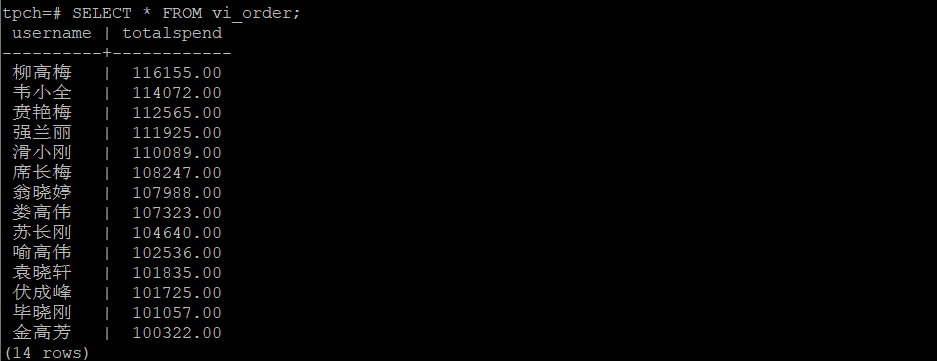 tpch=# SELECT * FROM vi_order;
 username | totalspend
----------+------------
 柳高梅   |  116155.00
 韦小全   |  114072.00
 贲艳梅   |  112565.00
 强兰丽   |  111925.00
 滑小刚   |  110089.00
 席长梅   |  108247.00
 翁晓婷   |  107988.00
 娄高伟   |  107323.00
 苏长刚   |  104640.00
 喻高伟   |  102536.00
 袁晓轩   |  101835.00
 伏成峰   |  101725.00
 毕晓刚   |  101057.00
 金高芳   |  100322.00
(14 rows)